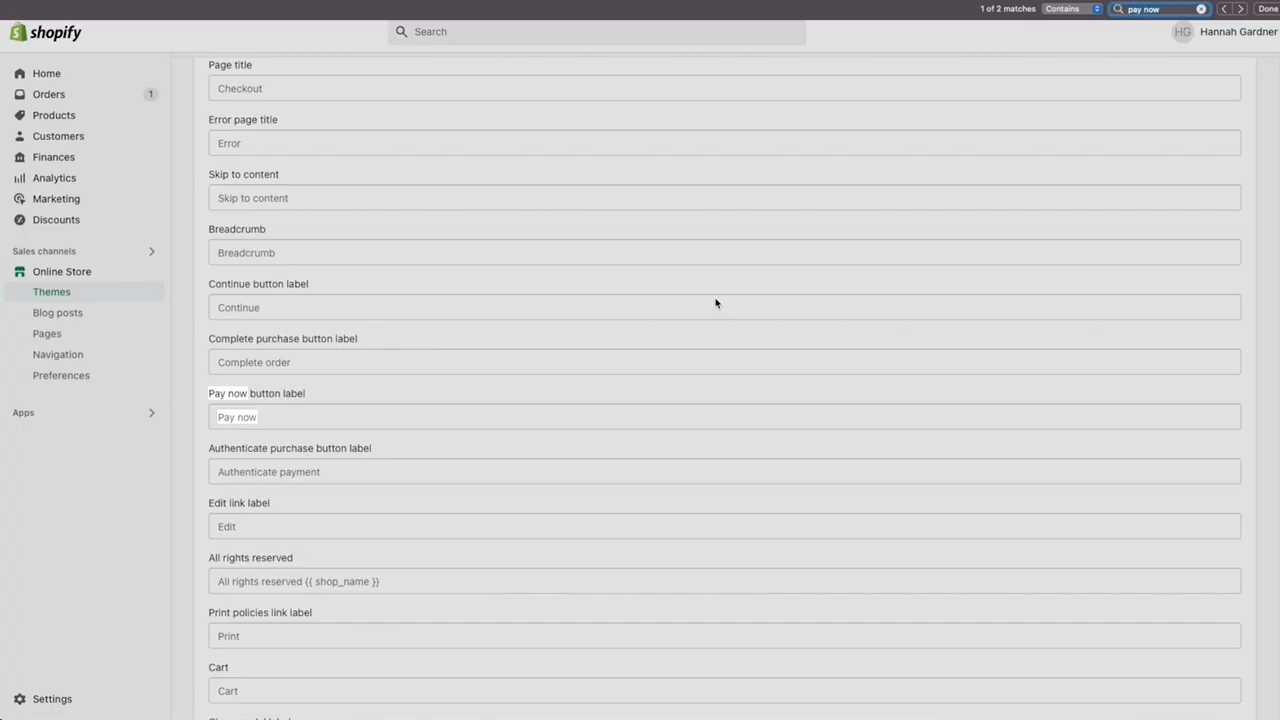 1 of 2 matches
Contains
pay now
Done
shopify
Search
HG
Hannah Gardner
Home
Orders
1
Products
Customers
Finances
Analytics
Marketing
Discounts
Sales channels
Online Store
Themes
Blog posts
Pages
Navigation
Preferences
Apps
Settings
Page title
Checkout
Error page title
Error
Skip to content
Skip to content
Breadcrumb
Breadcrumb
Continue button label
Continue
Complete purchase button label
Complete order
Pay now button label
Pay now
Authenticate purchase button label
Authenticate payment
Edit link label
Edit
All rights reserved
All rights reserved {{ shop_name }}
Print policies link label
Print
Cart
Cart